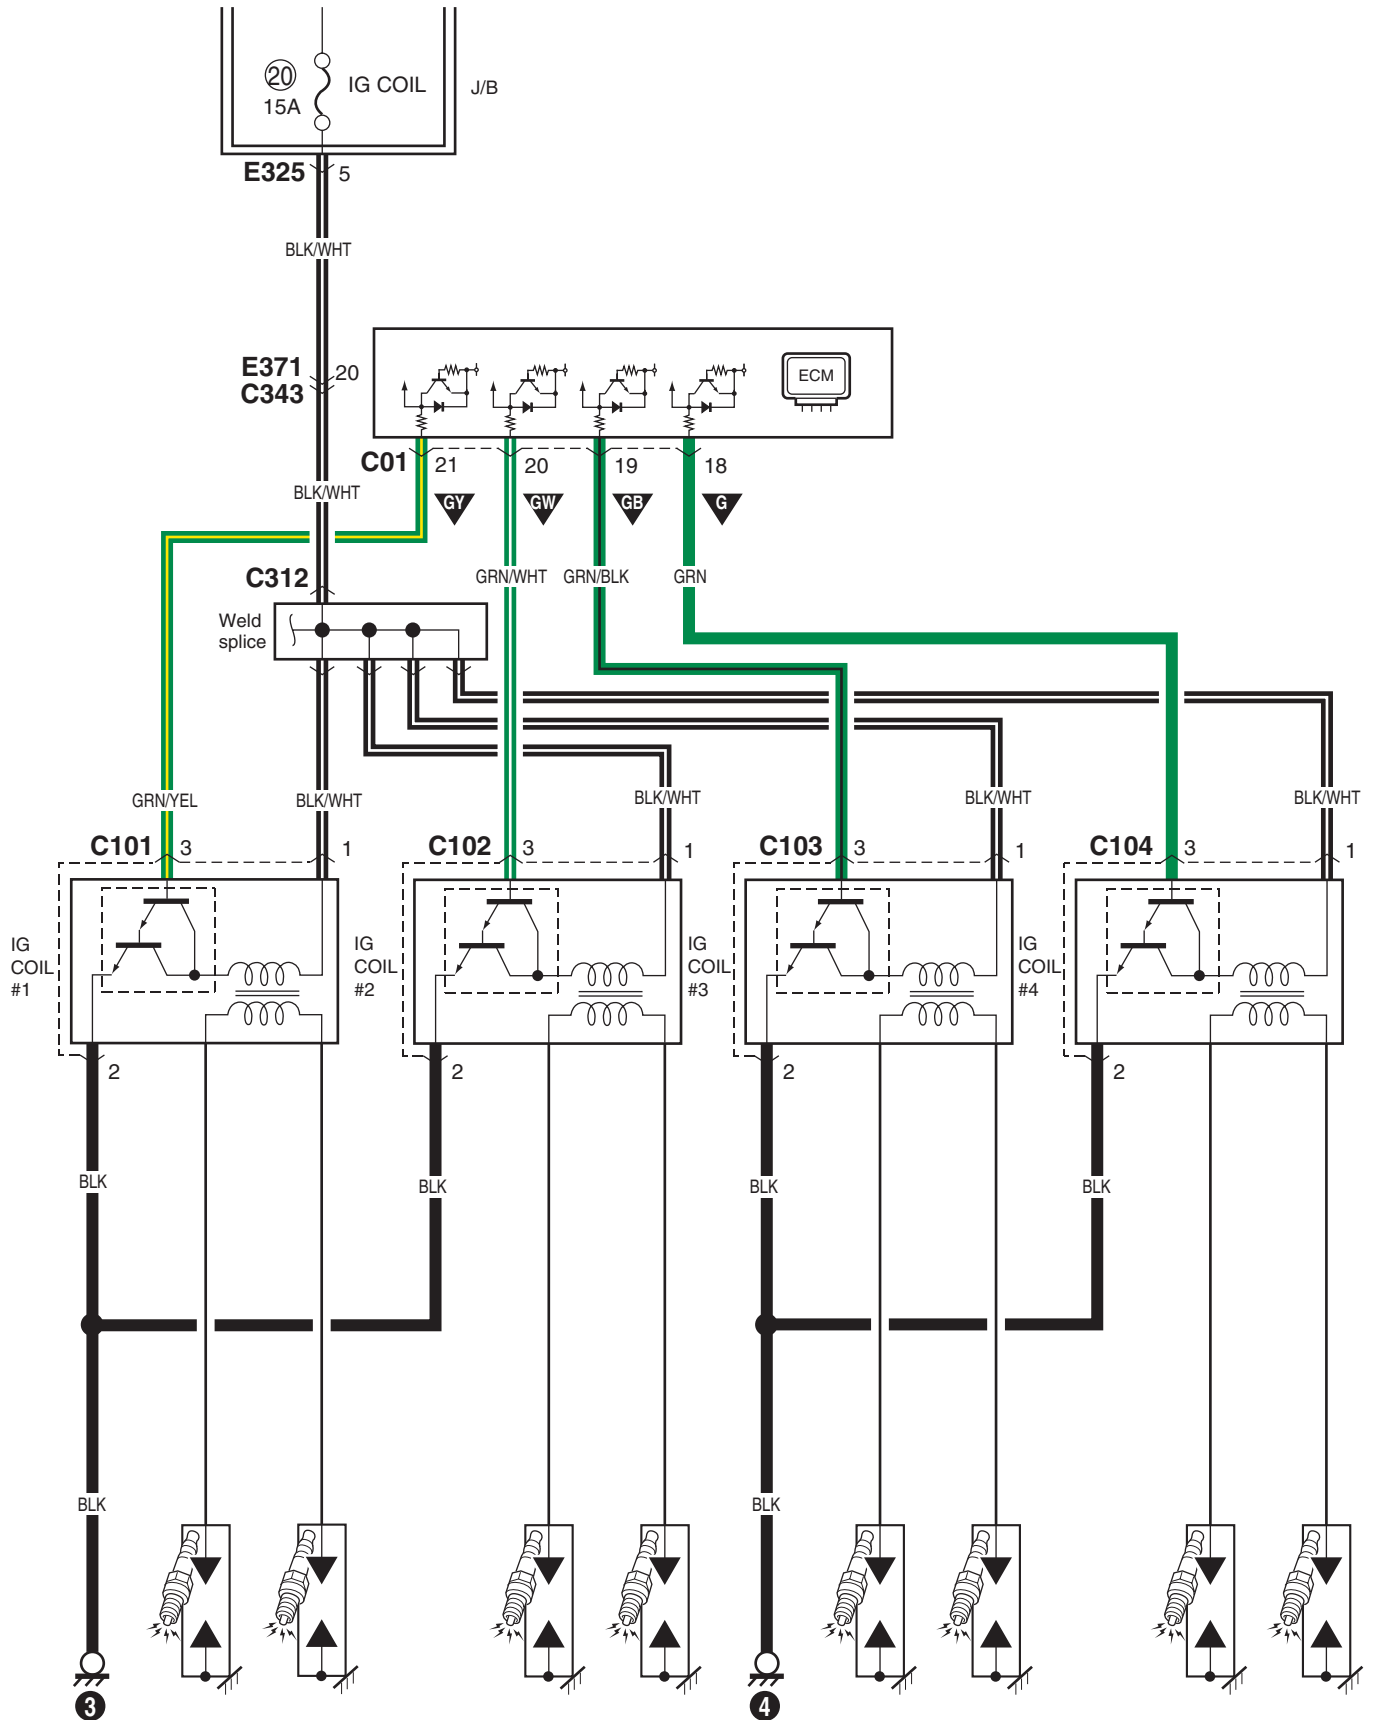 20
15A
IG COIL
J/B
E325 5
BLK/WHT
E371
C343
20
ECM
C01 21 20 19 18
GY GW GB G
BLK/WHT
C312
GRN/WHT GRN/BLK GRN
Weld
splice
GRN/YEL BLK/WHT BLK/WHT BLK/WHT BLK/WHT
C101 3 1 C102 3 1 C103 3 1 C104 3 1
IG
COIL
#1
IG
COIL
#2
IG
COIL
#3
IG
COIL
#4
2 2 2 2
BLK BLK BLK BLK
BLK BLK
3 4